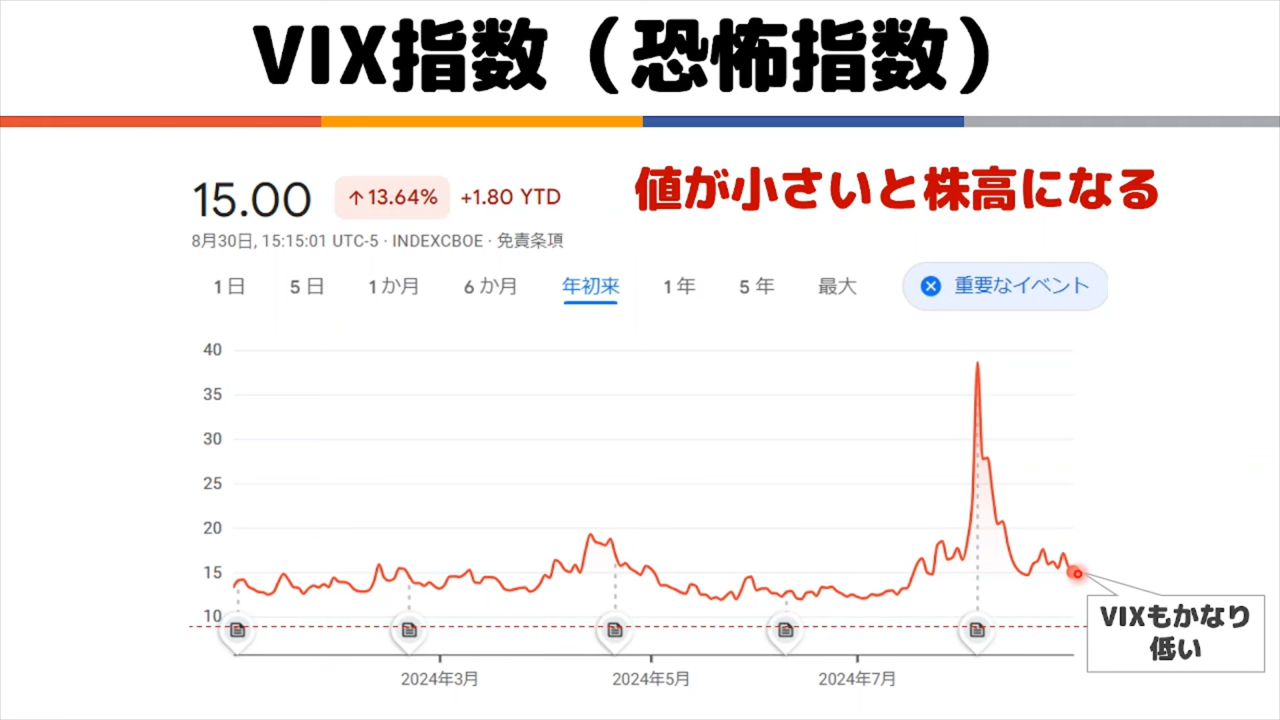 VIX指数（恐怖指数）
15.00 ↑13.64% +1.80 YTD
値が小さいと株高になる
8月30日, 15:15:01 UTC-5 · INDEXCBOE · 免責条項
1日 5日 1か月 6か月 年初来 1年 5年 最大 重要なイベント
40
35
30
25
20
15
10
VIXもかなり
低い
2024年3月 2024年5月 2024年7月